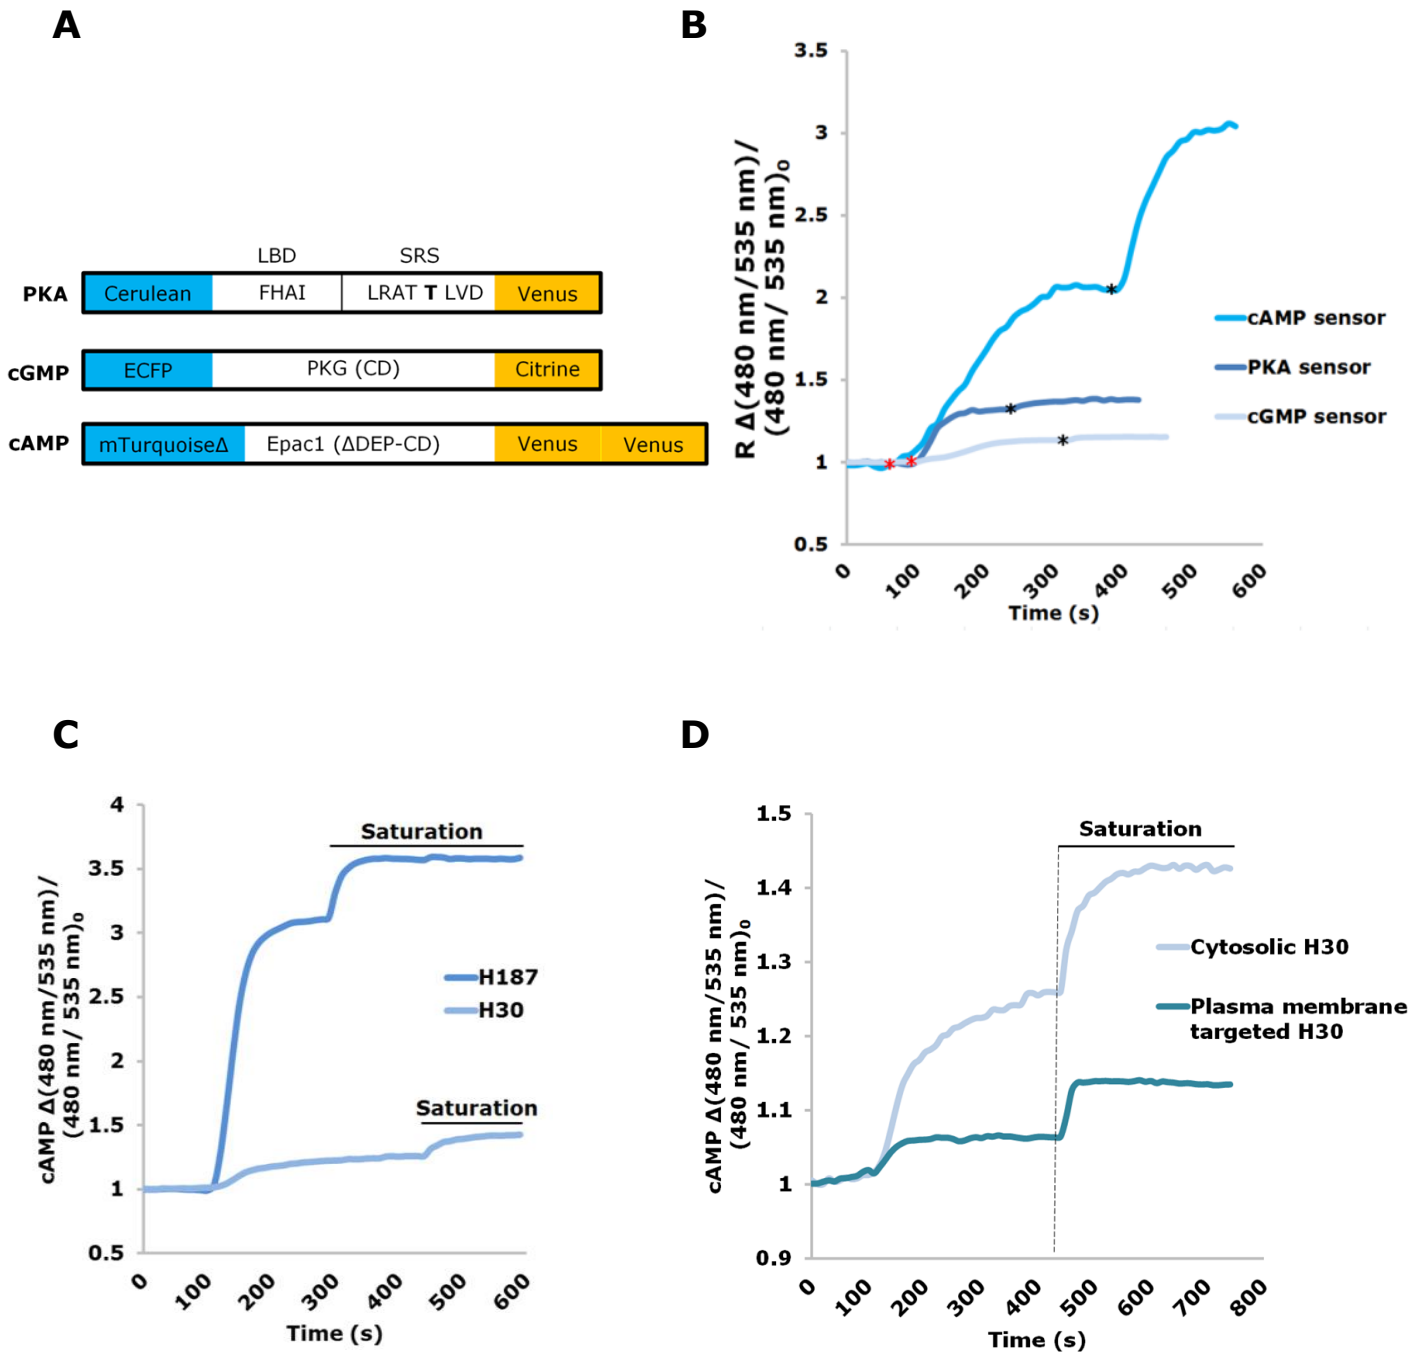 A
LBD SRS
PKA Cerulean FHAI LRAT T LVD Venus
cGMP ECFP PKG (CD) Citrine
cAMP mTurquoiseΔ Epac1 (ΔDEP-CD) Venus Venus
B
R Δ(480 nm/535 nm)/
(480 nm/ 535 nm)₀
3.5
3
2.5
2
1.5
1
0.5
* * * * *
0 100 200 300 400 500 600
Time (s)
cAMP sensor
PKA sensor
cGMP sensor
C
cAMP Δ(480 nm/535 nm)/
(480 nm/ 535 nm)₀
4
3.5
3
2.5
2
1.5
1
0.5
Saturation
H187
H30
Saturation
0 100 200 300 400 500 600
Time (s)
D
cAMP Δ(480 nm/535 nm)/
(480 nm/ 535 nm)₀
1.5
1.4
1.3
1.2
1.1
1
0.9
Saturation
Cytosolic H30
Plasma membrane
targeted H30
0 100 200 300 400 500 600 700 800
Time (s)